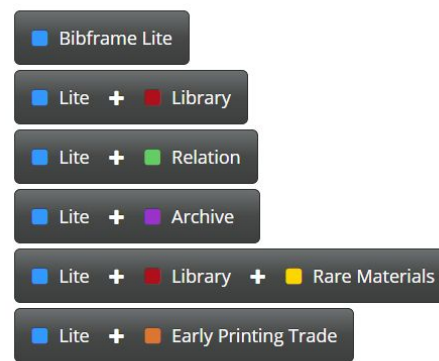 Bibframe Lite
Lite + Library
Lite + Relation
Lite + Archive
Lite + Library + Rare Materials
Lite + Early Printing Trade